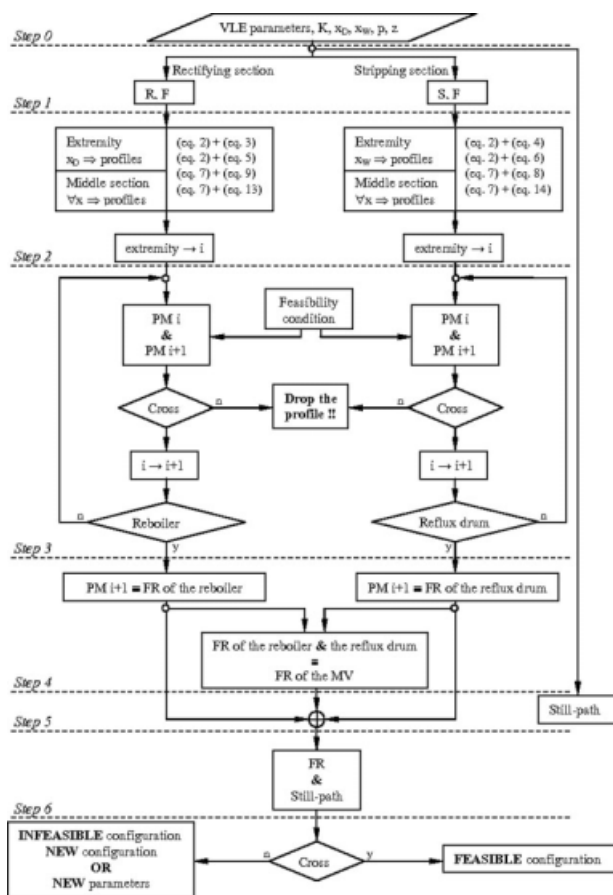 VLE parameters, K, x_D, x_W, p, z
Step 0
Rectifying section
Stripping section
R, F
S, F
Step 1
Extremity
x_D ⇒ profiles
(eq. 2) + (eq. 3)
(eq. 2) + (eq. 5)
Middle section
∀x ⇒ profiles
(eq. 7) + (eq. 9)
(eq. 7) + (eq. 13)
Extremity
x_W ⇒ profiles
(eq. 2) + (eq. 4)
(eq. 2) + (eq. 6)
Middle section
∀x ⇒ profiles
(eq. 7) + (eq. 8)
(eq. 7) + (eq. 14)
extremity → i
extremity → i
Step 2
PM i
&
PM i+1
Feasibility
condition
PM i
&
PM i+1
Cross
n
Drop the
profile !!
n
Cross
i → i+1
i → i+1
n
Reboiler
y
Reflux drum
n
y
Step 3
PM i+1 ≡ FR of the reboiler
PM i+1 ≡ FR of the reflux drum
FR of the reboiler & the reflux drum
≡
FR of the MV
Step 4
Still-path
Step 5
FR
&
Still-path
Step 6
INFEASIBLE configuration
NEW configuration
OR
NEW parameters
n
Cross
y
FEASIBLE configuration